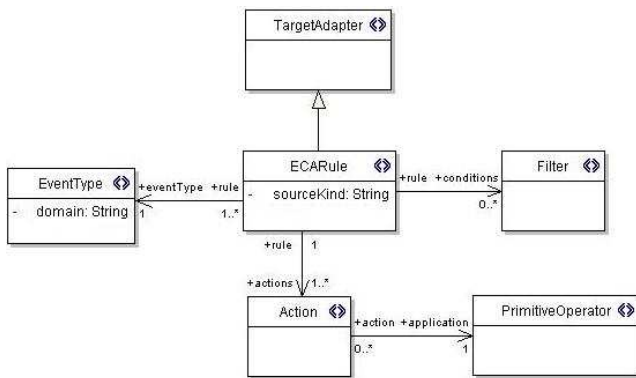 TargetAdapter
ECARule
- sourceKind: String
EventType
- domain: String
+eventType +rule
1 1..*
+rule +conditions
0..*
Filter
+rule 1
+actions 1..*
Action
+action +application
0..* 1
PrimitiveOperator